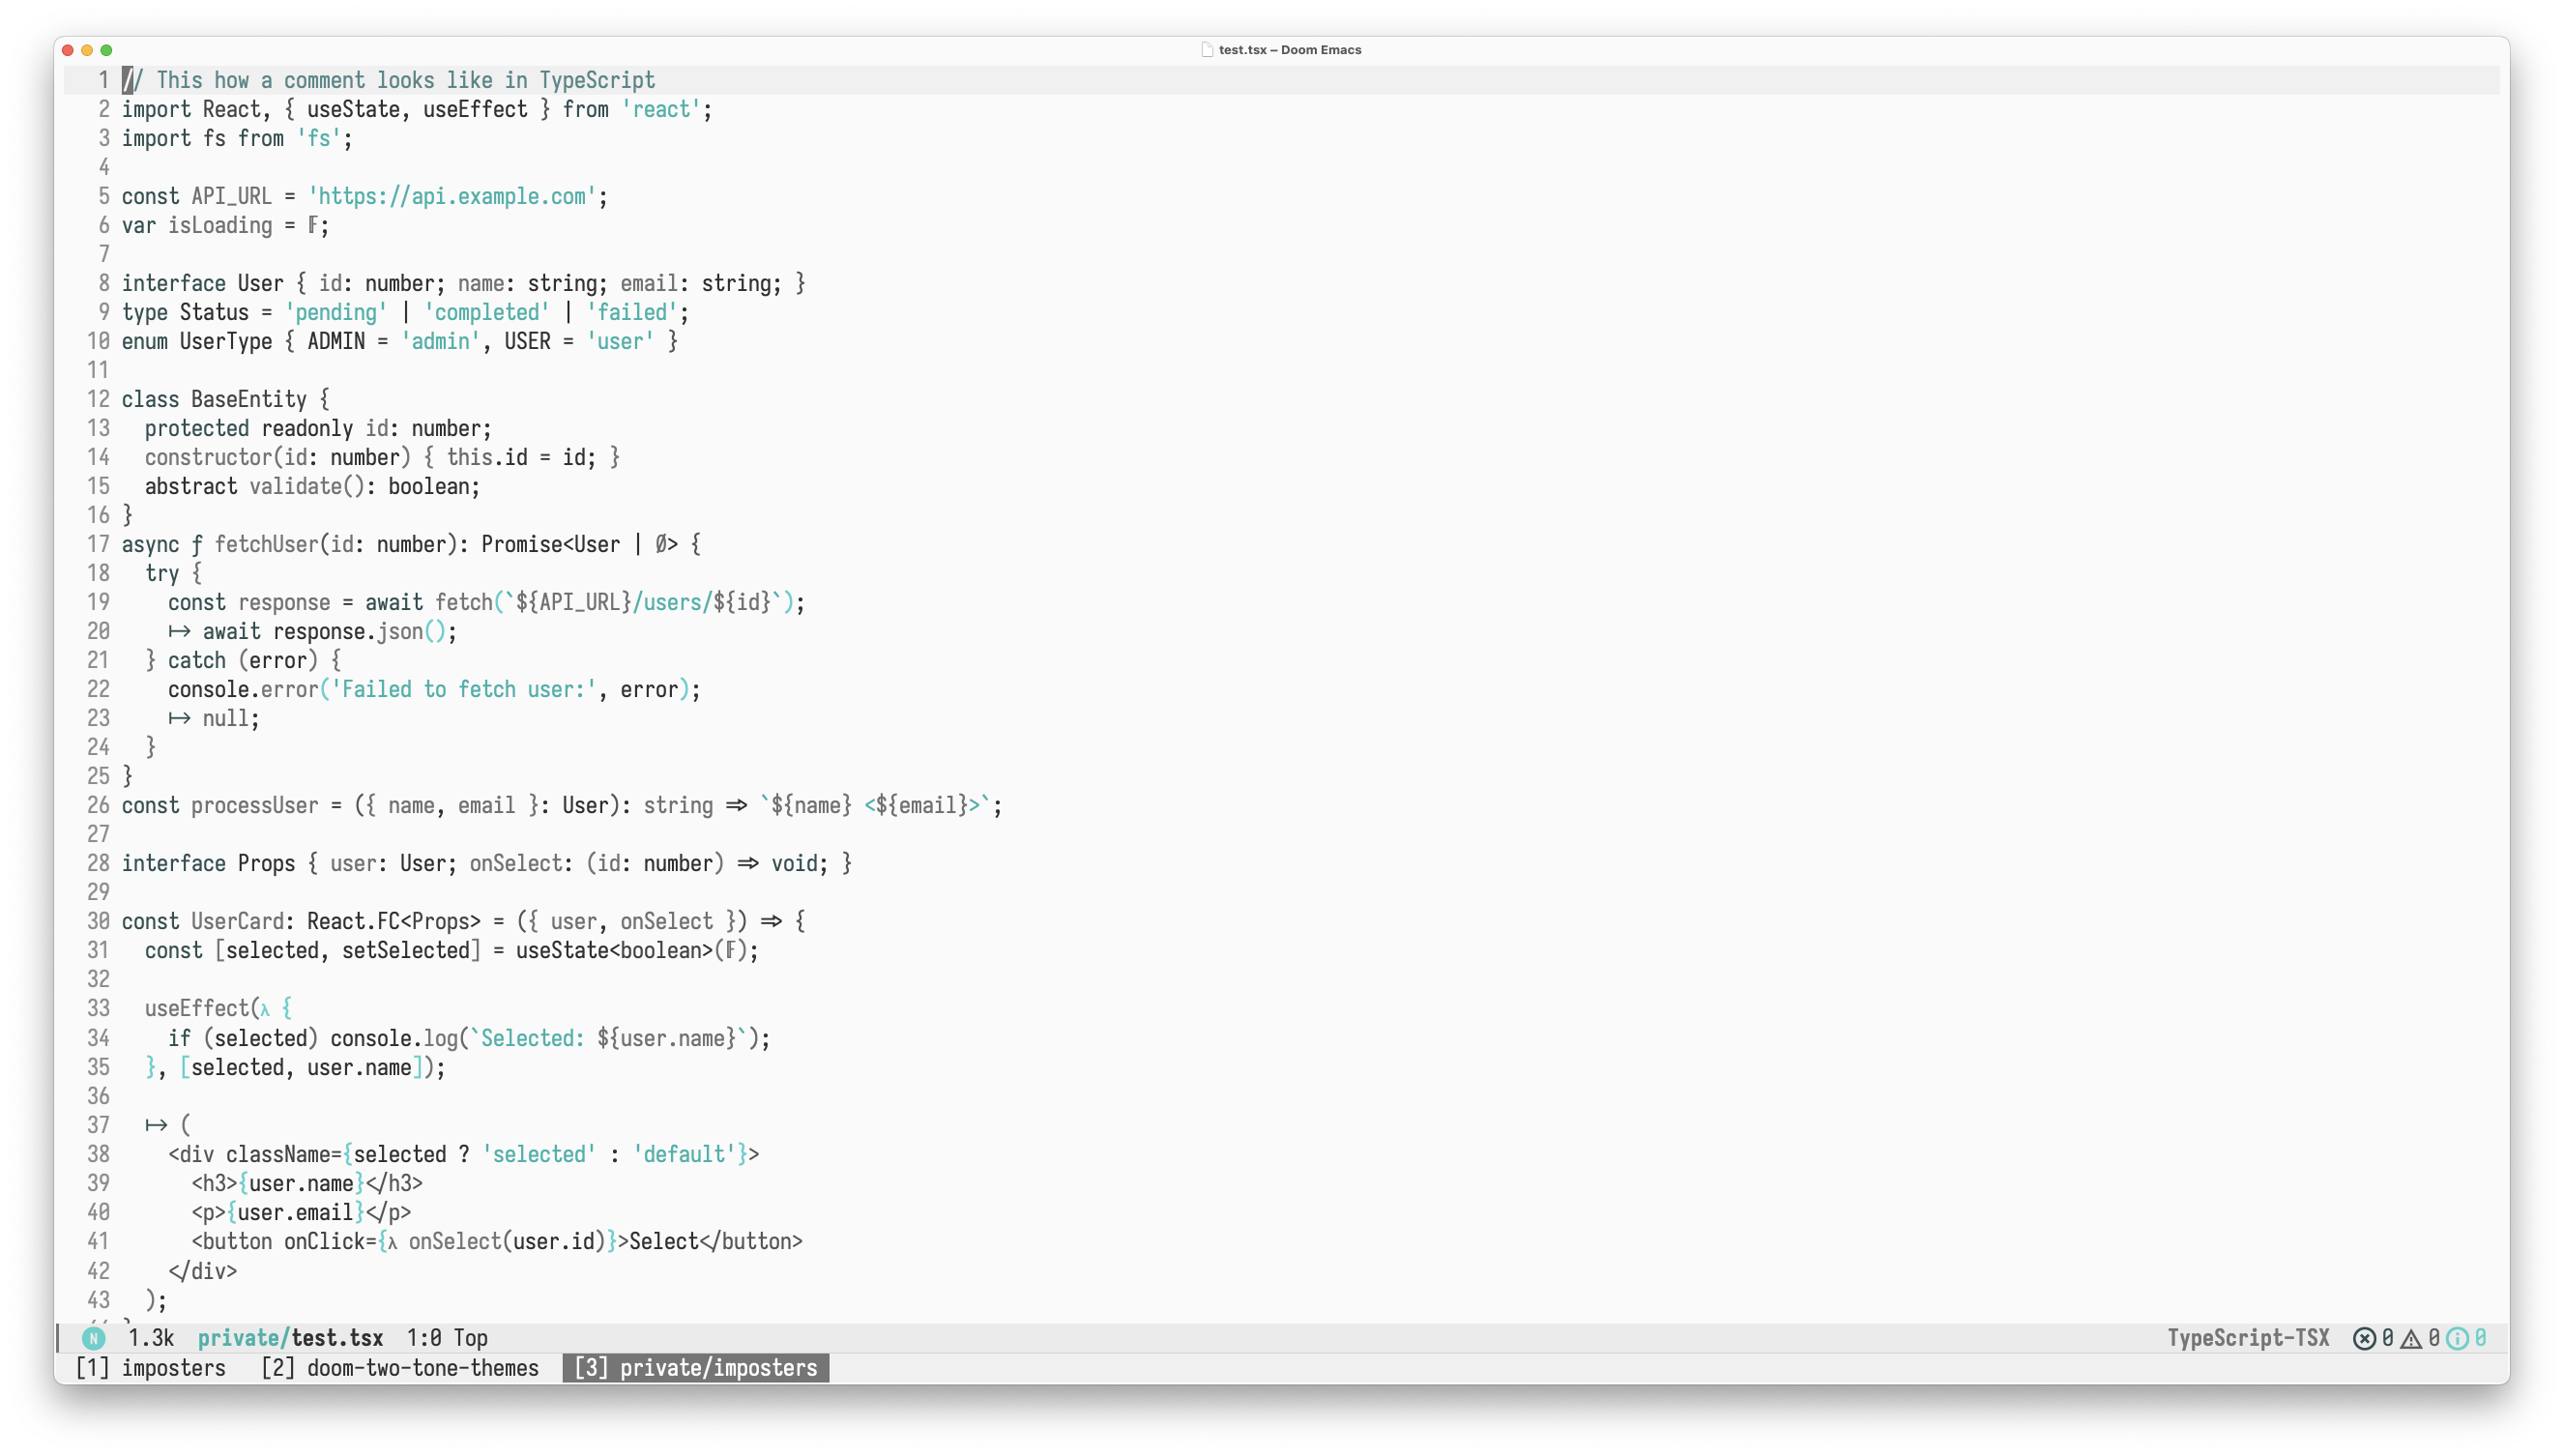 test.tsx – Doom Emacs
1 // This how a comment looks like in TypeScript
2 import React, { useState, useEffect } from 'react';
3 import fs from 'fs';
4
5 const API_URL = 'https://api.example.com';
6 var isLoading = 𝔽;
7
8 interface User { id: number; name: string; email: string; }
9 type Status = 'pending' | 'completed' | 'failed';
10 enum UserType { ADMIN = 'admin', USER = 'user' }
11
12 class BaseEntity {
13   protected readonly id: number;
14   constructor(id: number) { this.id = id; }
15   abstract validate(): boolean;
16 }
17 async ƒ fetchUser(id: number): Promise<User | Ø> {
18   try {
19     const response = await fetch(`${API_URL}/users/${id}`);
20     ↦ await response.json();
21   } catch (error) {
22     console.error('Failed to fetch user:', error);
23     ↦ null;
24   }
25 }
26 const processUser = ({ name, email }: User): string ⇒ `${name} <${email}>`;
27
28 interface Props { user: User; onSelect: (id: number) ⇒ void; }
29
30 const UserCard: React.FC<Props> = ({ user, onSelect }) ⇒ {
31   const [selected, setSelected] = useState<boolean>(𝔽);
32
33   useEffect(λ {
34     if (selected) console.log(`Selected: ${user.name}`);
35   }, [selected, user.name]);
36
37   ↦ (
38     <div className={selected ? 'selected' : 'default'}>
39       <h3>{user.name}</h3>
40       <p>{user.email}</p>
41       <button onClick={λ onSelect(user.id)}>Select</button>
42     </div>
43   );
N 1.3k private/test.tsx 1:0 Top TypeScript-TSX 0 0 0
[1] imposters [2] doom-two-tone-themes [3] private/imposters